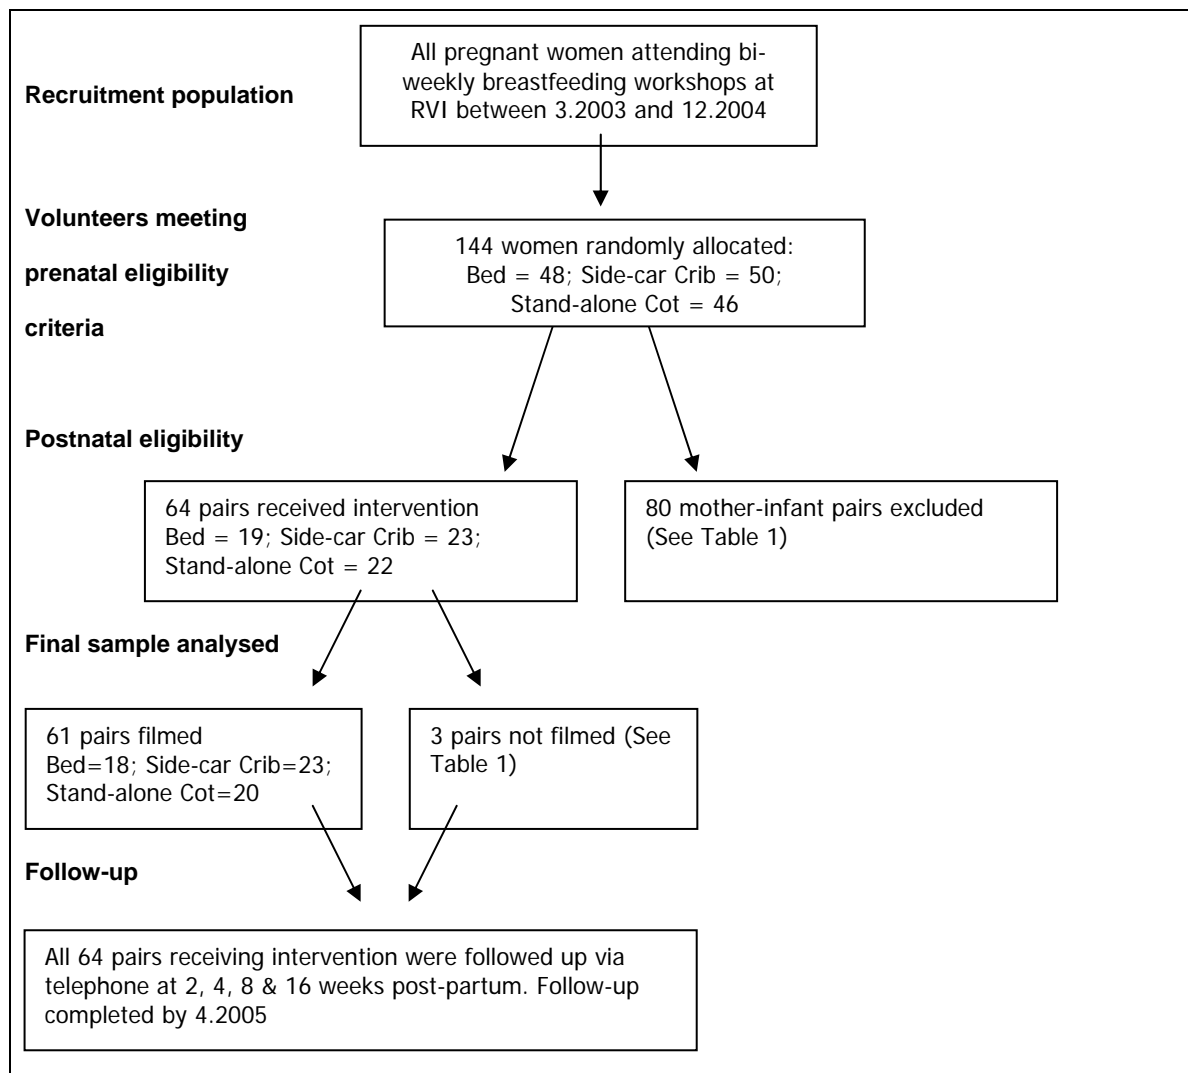 All pregnant women attending bi-
weekly breastfeeding workshops at
RVI between 3.2003 and 12.2004
Recruitment population
Volunteers meeting
prenatal eligibility
criteria
144 women randomly allocated:
Bed = 48; Side-car Crib = 50;
Stand-alone Cot = 46
Postnatal eligibility
64 pairs received intervention
Bed = 19; Side-car Crib = 23;
Stand-alone Cot = 22
80 mother-infant pairs excluded
(See Table 1)
Final sample analysed
61 pairs filmed
Bed=18; Side-car Crib=23;
Stand-alone Cot=20
3 pairs not filmed (See
Table 1)
Follow-up
All 64 pairs receiving intervention were followed up via
telephone at 2, 4, 8 & 16 weeks post-partum. Follow-up
completed by 4.2005